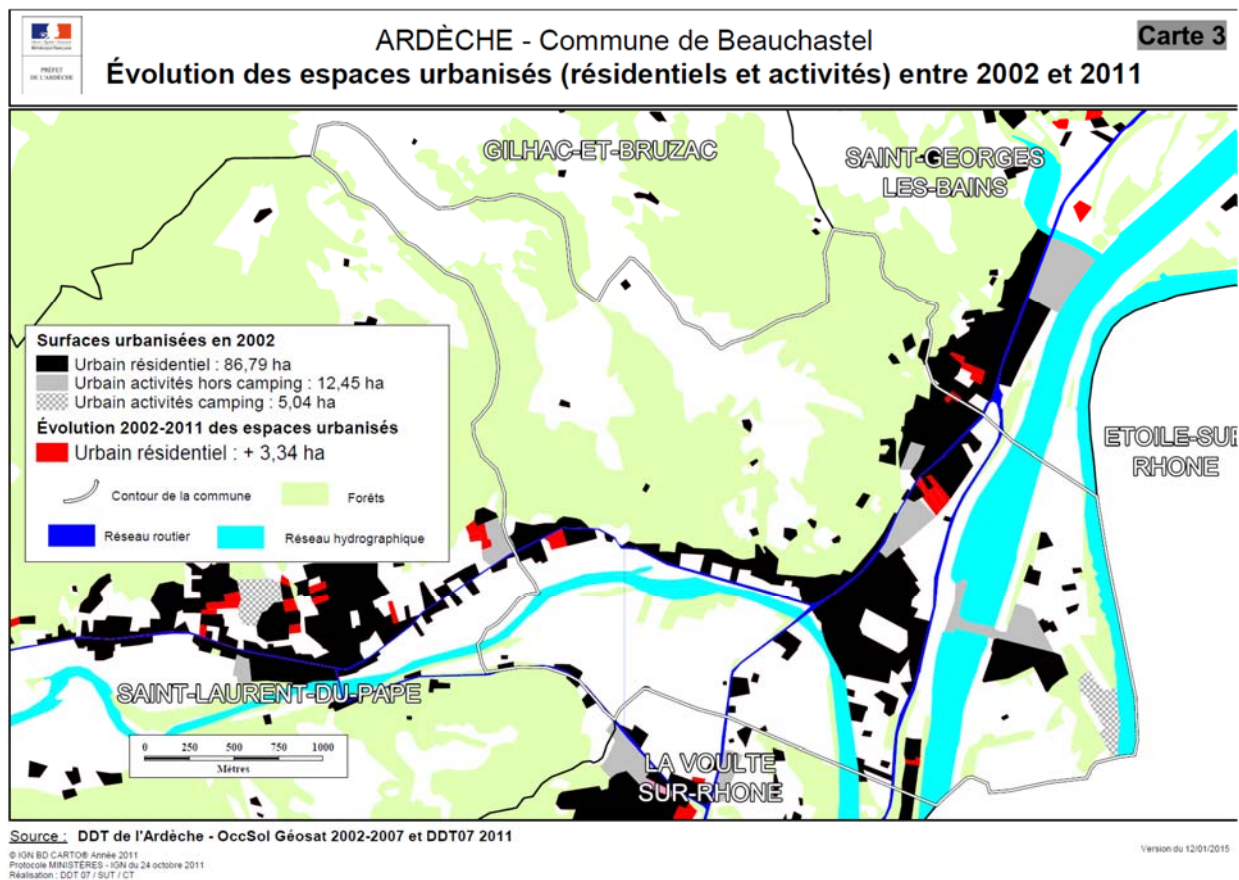 PRÉFET
DE L'ARDÈCHE
ARDÈCHE - Commune de Beauchastel
Carte 3
Évolution des espaces urbanisés (résidentiels et activités) entre 2002 et 2011
GILHAC-ET-BRUZAC
SAINT-GEORGES
LES-BAINS
Surfaces urbanisées en 2002
Urbain résidentiel : 86,79 ha
Urbain activités hors camping : 12,45 ha
Urbain activités camping : 5,04 ha
Évolution 2002-2011 des espaces urbanisés
Urbain résidentiel : + 3,34 ha
Contour de la commune
Forêts
Réseau routier
Réseau hydrographique
ETOILE-SUR
RHONE
SAINT-LAURENT-DU-PAPE
LA VOULTE
SUR-RHONE
0 250 500 750 1000
Mètres
Source : DDT de l'Ardèche - OccSol Géosat 2002-2007 et DDT07 2011
© IGN BD CARTO® Année 2011
Protocole MINISTÈRES - IGN du 24 octobre 2011
Réalisation : DDT 07 / SUT / CT
Version du 12/01/2015